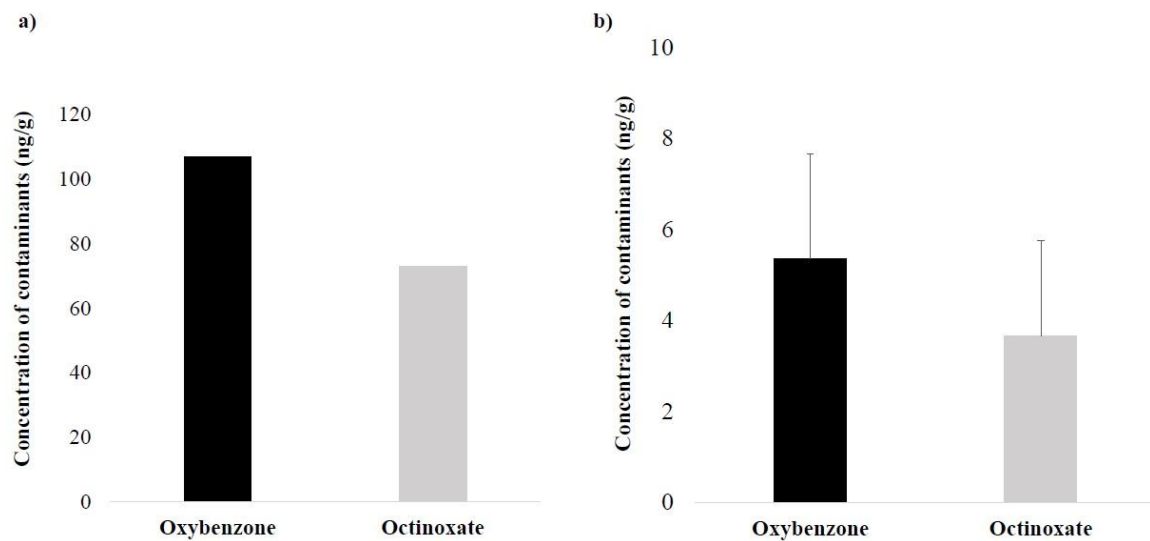 a)
Concentration of contaminants (ng/g)
120
100
80
60
40
20
0
Oxybenzone
Octinoxate
b)
Concentration of contaminants (ng/g)
10
8
6
4
2
0
Oxybenzone
Octinoxate